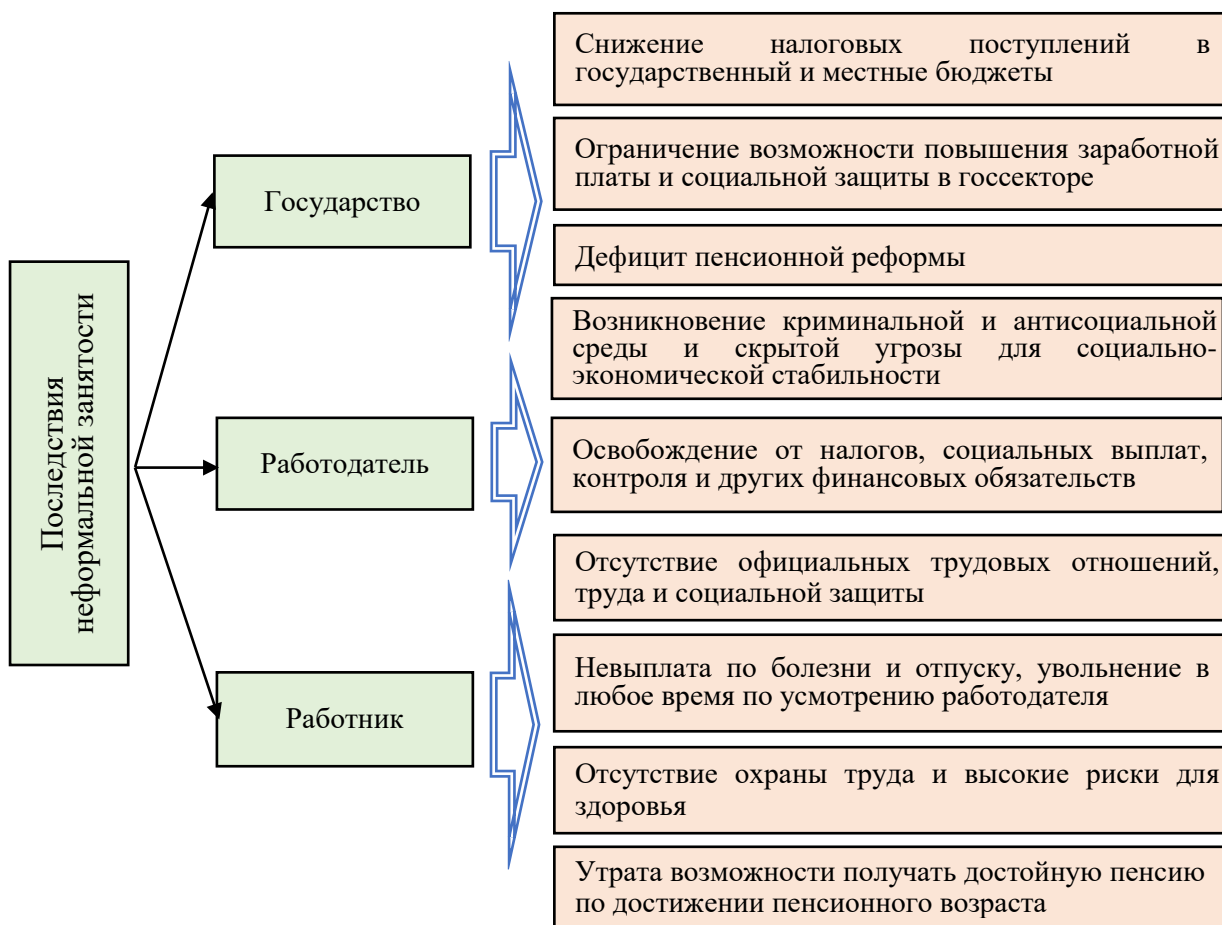 Последствия
неформальной занятости
Государство
Работодатель
Работник
Снижение налоговых поступлений в
государственный и местные бюджеты
Ограничение возможности повышения заработной
платы и социальной защиты в госсекторе
Дефицит пенсионной реформы
Возникновение криминальной и антисоциальной
среды и скрытой угрозы для социально-
экономической стабильности
Освобождение от налогов, социальных выплат,
контроля и других финансовых обязательств
Отсутствие официальных трудовых отношений,
труда и социальной защиты
Невыплата по болезни и отпуску, увольнение в
любое время по усмотрению работодателя
Отсутствие охраны труда и высокие риски для
здоровья
Утрата возможности получать достойную пенсию
по достижении пенсионного возраста